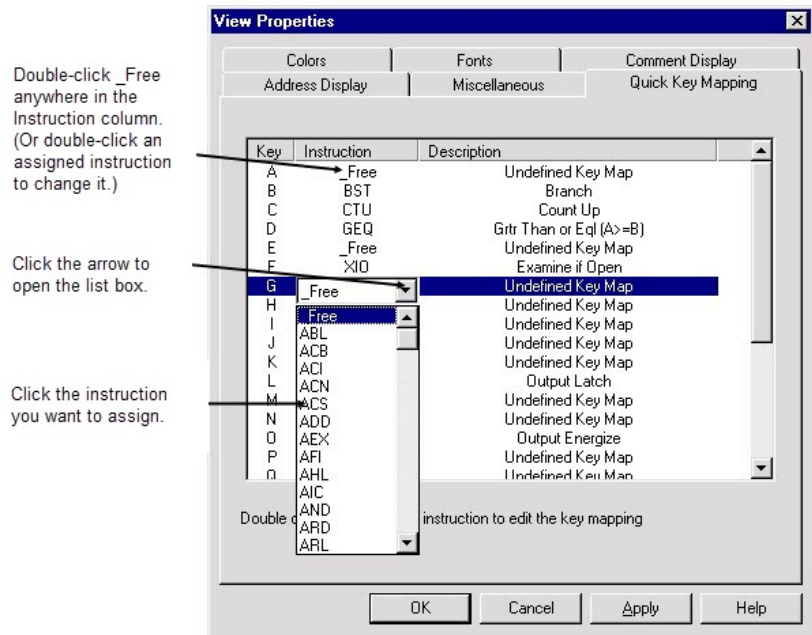 View Properties
Colors
Fonts
Comment Display
Address Display
Miscellaneous
Quick Key Mapping
Double-click _Free
anywhere in the
Instruction column.
(Or double-click an
assigned instruction
to change it.)
Click the arrow to
open the list box.
Click the instruction
you want to assign.
Key Instruction Description
A _Free Undefined Key Map
B BST Branch
C CTU Count Up
D GEQ Grtr Than or Eql (A>=B)
E _Free Undefined Key Map
F XIO Examine if Open
G _Free Undefined Key Map
H Undefined Key Map
I Undefined Key Map
J Undefined Key Map
K Undefined Key Map
L Output Latch
M Undefined Key Map
N Undefined Key Map
O Output Energize
P Undefined Key Map
Q Undefined Key Map
_Free
ABL
ACB
ACI
ACN
ACS
ADD
AEX
AFI
AHL
AIC
AND
ARD
ARL
Double instruction to edit the key mapping
OK
Cancel
Apply
Help